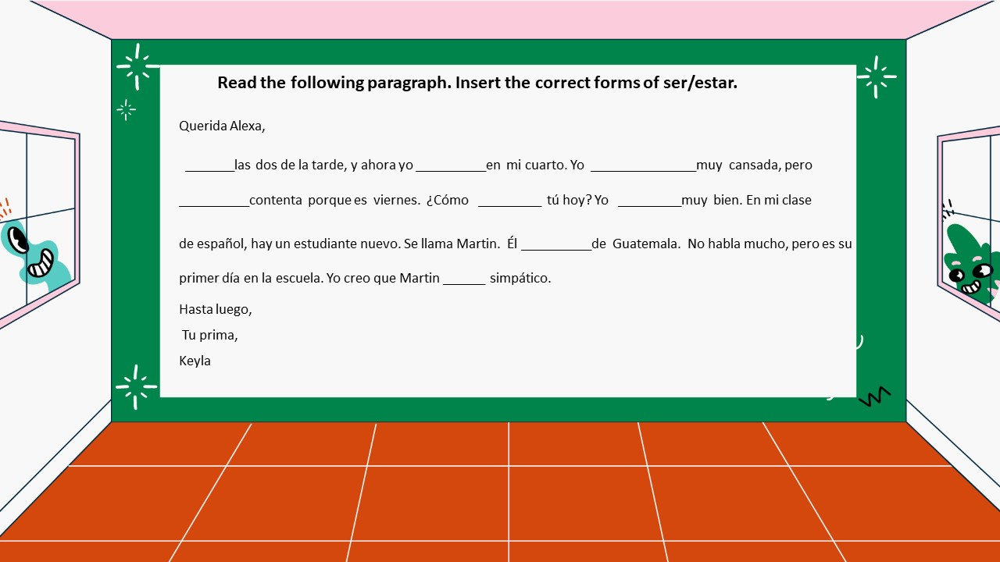 Read the following paragraph. Insert the correct forms of ser/estar.
Querida Alexa,
_______las dos de la tarde, y ahora yo __________en mi cuarto. Yo _______________muy cansada, pero
__________contenta porque es viernes. ¿Cómo _________ tú hoy? Yo _________muy bien. En mi clase
de español, hay un estudiante nuevo. Se llama Martin. Él __________de Guatemala. No habla mucho, pero es su
primer día en la escuela. Yo creo que Martin ______ simpático.
Hasta luego,
Tu prima,
Keyla